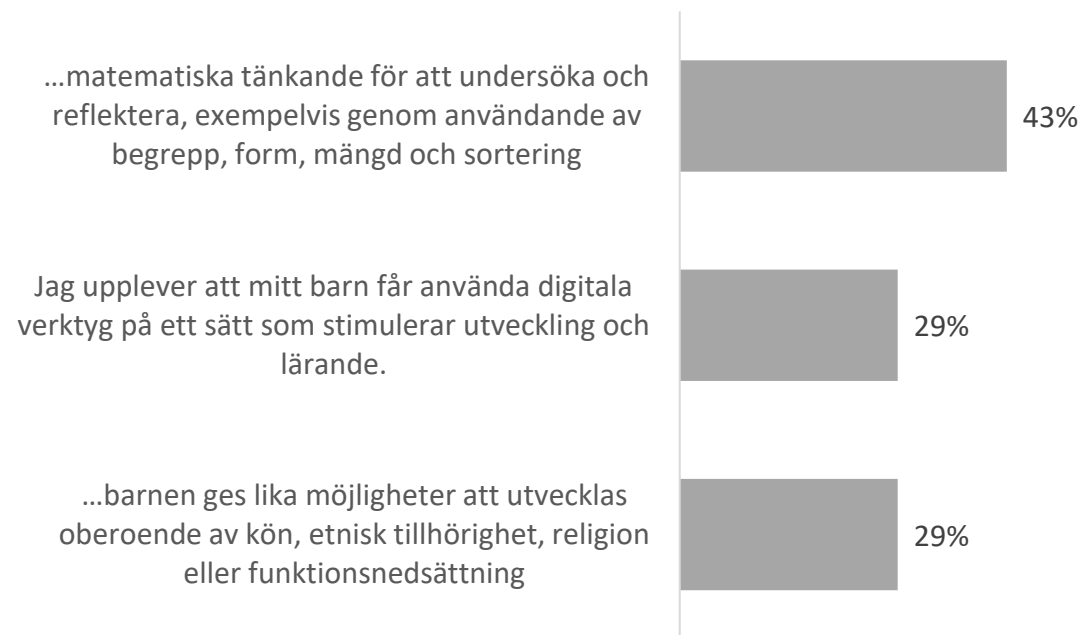 …matematiska tänkande för att undersöka och
reflektera, exempelvis genom användande av
begrepp, form, mängd och sortering
43%
Jag upplever att mitt barn får använda digitala
verktyg på ett sätt som stimulerar utveckling och
lärande.
29%
…barnen ges lika möjligheter att utvecklas
oberoende av kön, etnisk tillhörighet, religion
eller funktionsnedsättning
29%